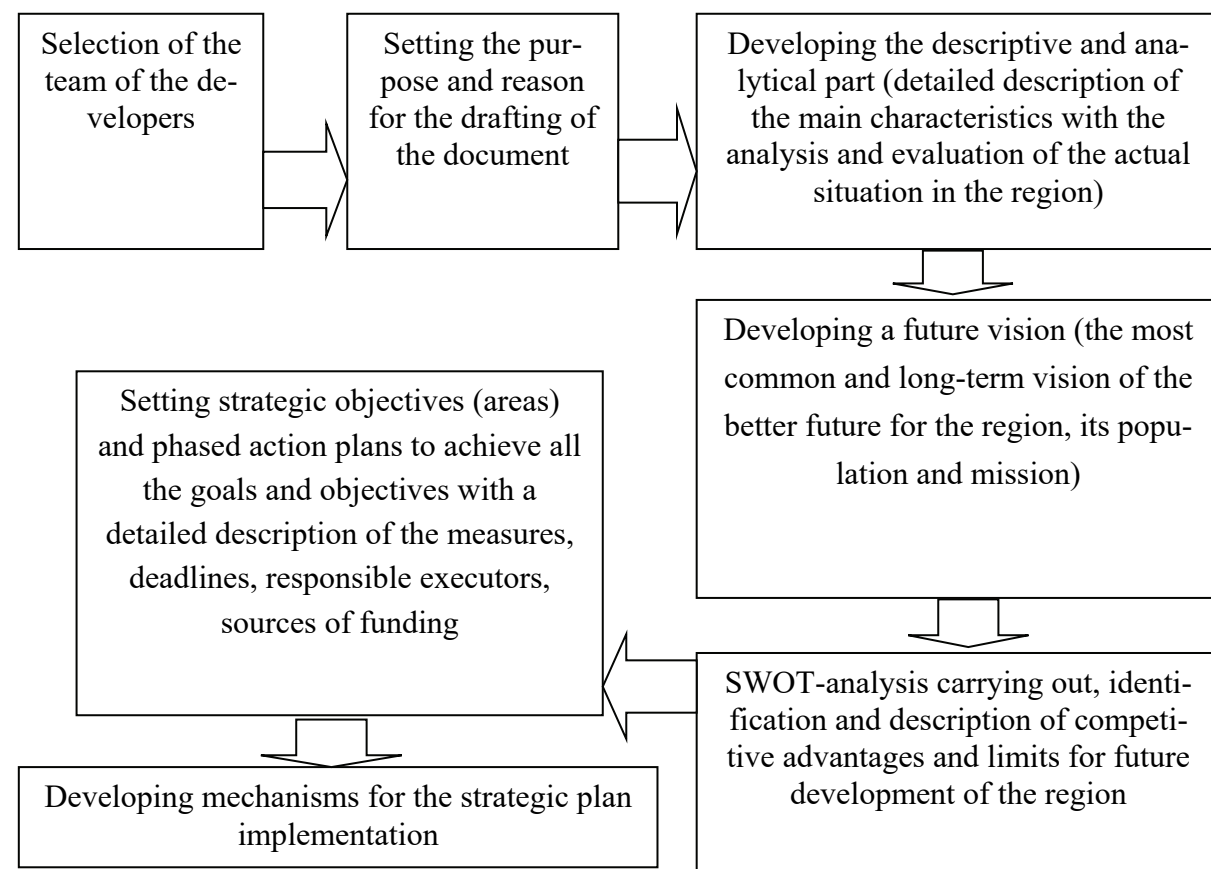 Selection of the
team of the de-
velopers
Setting the pur-
pose and reason
for the drafting of
the document
Developing the descriptive and ana-
lytical part (detailed description of
the main characteristics with the
analysis and evaluation of the actual
situation in the region)
Developing a future vision (the most
common and long-term vision of the
better future for the region, its popu-
lation and mission)
SWOT-analysis carrying out, identi-
fication and description of competi-
tive advantages and limits for future
development of the region
Setting strategic objectives (areas)
and phased action plans to achieve all
the goals and objectives with a
detailed description of the measures,
deadlines, responsible executors,
sources of funding
Developing mechanisms for the strategic plan
implementation